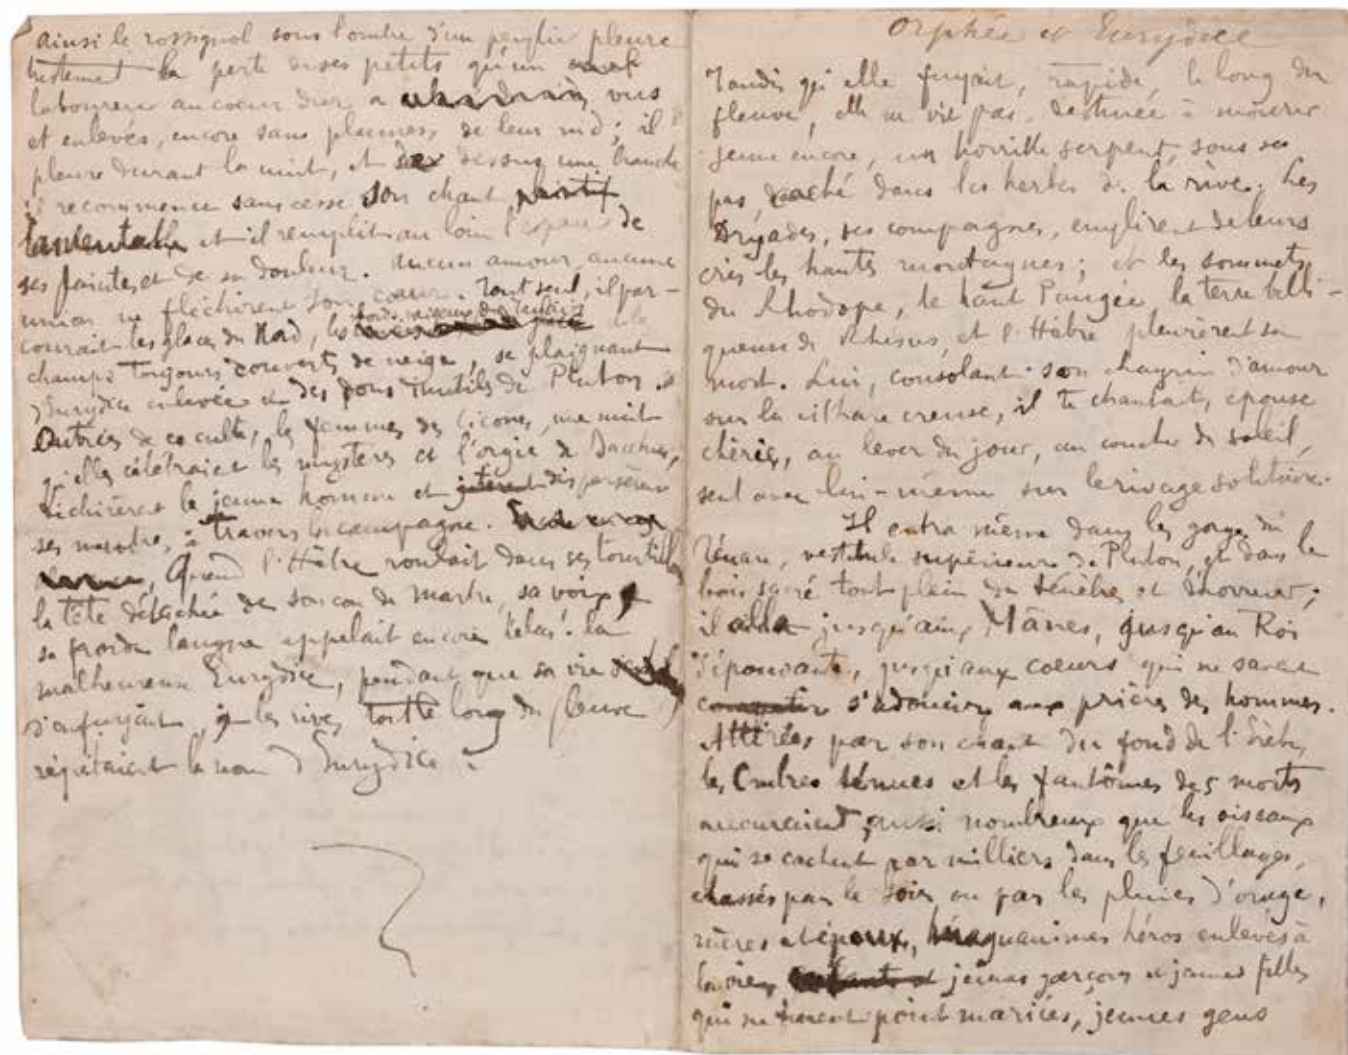 ainsi le rossignol sous l'ombre d'un peuplier pleure
tristement la perte de ses petits qu'un
laboureur au cœur dur a vus
et enlevés, encore sans plumes, de leur nid ; il
pleure durant la nuit, et dessus une branche
il recommence sans cesse son chant plaintif
lamentable et il remplit au loin l'espace de
ses plaintes et de sa douleur. Aucun amour, aucune
union ne fléchirent son cœur. Tout seul, il par-
courait les glaces du Nord, les
champs toujours couverts de neige, se plaignant
d'Eurydice enlevée et des dons inutiles de Pluton.
Outrées de ce culte, les femmes des Cicones, une nuit
qu'elles célébraient les mystères et l'orgie de Bacchus,
déchirèrent le jeune homme et jetèrent dispersèrent
ses membres, à travers la campagne.
Quand l'Hèbre roulait dans ses tourbillons
la tête détachée de son cou de marbre, sa voix
sa froide langue appelait encore hélas ! la
malheureuse Eurydice, pendant que sa vie
s'enfuyait, les rives tout le long du fleuve
répétaient le nom d'Eurydice.
Orphée et Eurydice
Tandis qu'elle fuyait, rapide, le long du
fleuve, elle ne vit pas, destinée à mourir
jeune encore, un horrible serpent, sous ses
pas, caché dans les herbes de la rive. Les
Dryades, ses compagnes, emplirent de leurs
cris les hauts montagnes ; et les sommets
du Rhodope, le haut Pangée, la terre belli-
queuse de Rhesus, et l'Hèbre pleurèrent sa
mort. Lui, consolant son chagrin d'amour
sur la cithare creuse, il te chantait, épouse
chérie, au lever du jour, au coucher du soleil,
seul avec lui-même sur le rivage solitaire.
Il entra même dans les gorges du
Ténare, vestibule supérieure de Pluton, et dans le
bois sacré tout plein de ténèbres et d'horreur ;
il alla jusqu'aux Mânes, jusqu'au Roi
d'épouvante, jusqu'aux cœurs qui ne savent
compatir s'adoucir aux prières des hommes.
Attirées par son chant du fond de l'Erèbe,
les Ombres ténues et les fantômes des morts
accouraient aussi nombreux que les oiseaux
qui se cachent par milliers dans les feuillages,
chassés par le soir ou par les pluies d'orage,
mères et époux, magnanimes héros enlevés à
la vie, enfants et jeunes garçons et jeunes filles
qui ne furent point mariées, jeunes gens